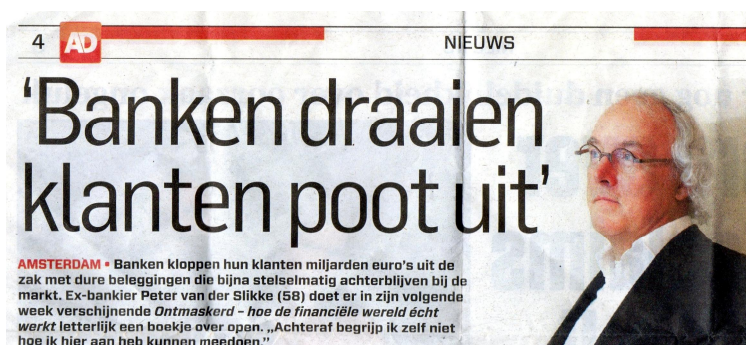 4 AD NIEUWS
‘Banken draaien
klanten poot uit’
AMSTERDAM ▪ Banken kloppen hun klanten miljarden euro's uit de
zak met dure beleggingen die bijna stelselmatig achterblijven bij de
markt. Ex-bankier Peter van der Slikke (58) doet er in zijn volgende
week verschijnende Ontmaskerd – hoe de financiële wereld écht
werkt letterlijk een boekje over open. „Achteraf begrijp ik zelf niet
hoe ik hier aan heb kunnen meedoen.”